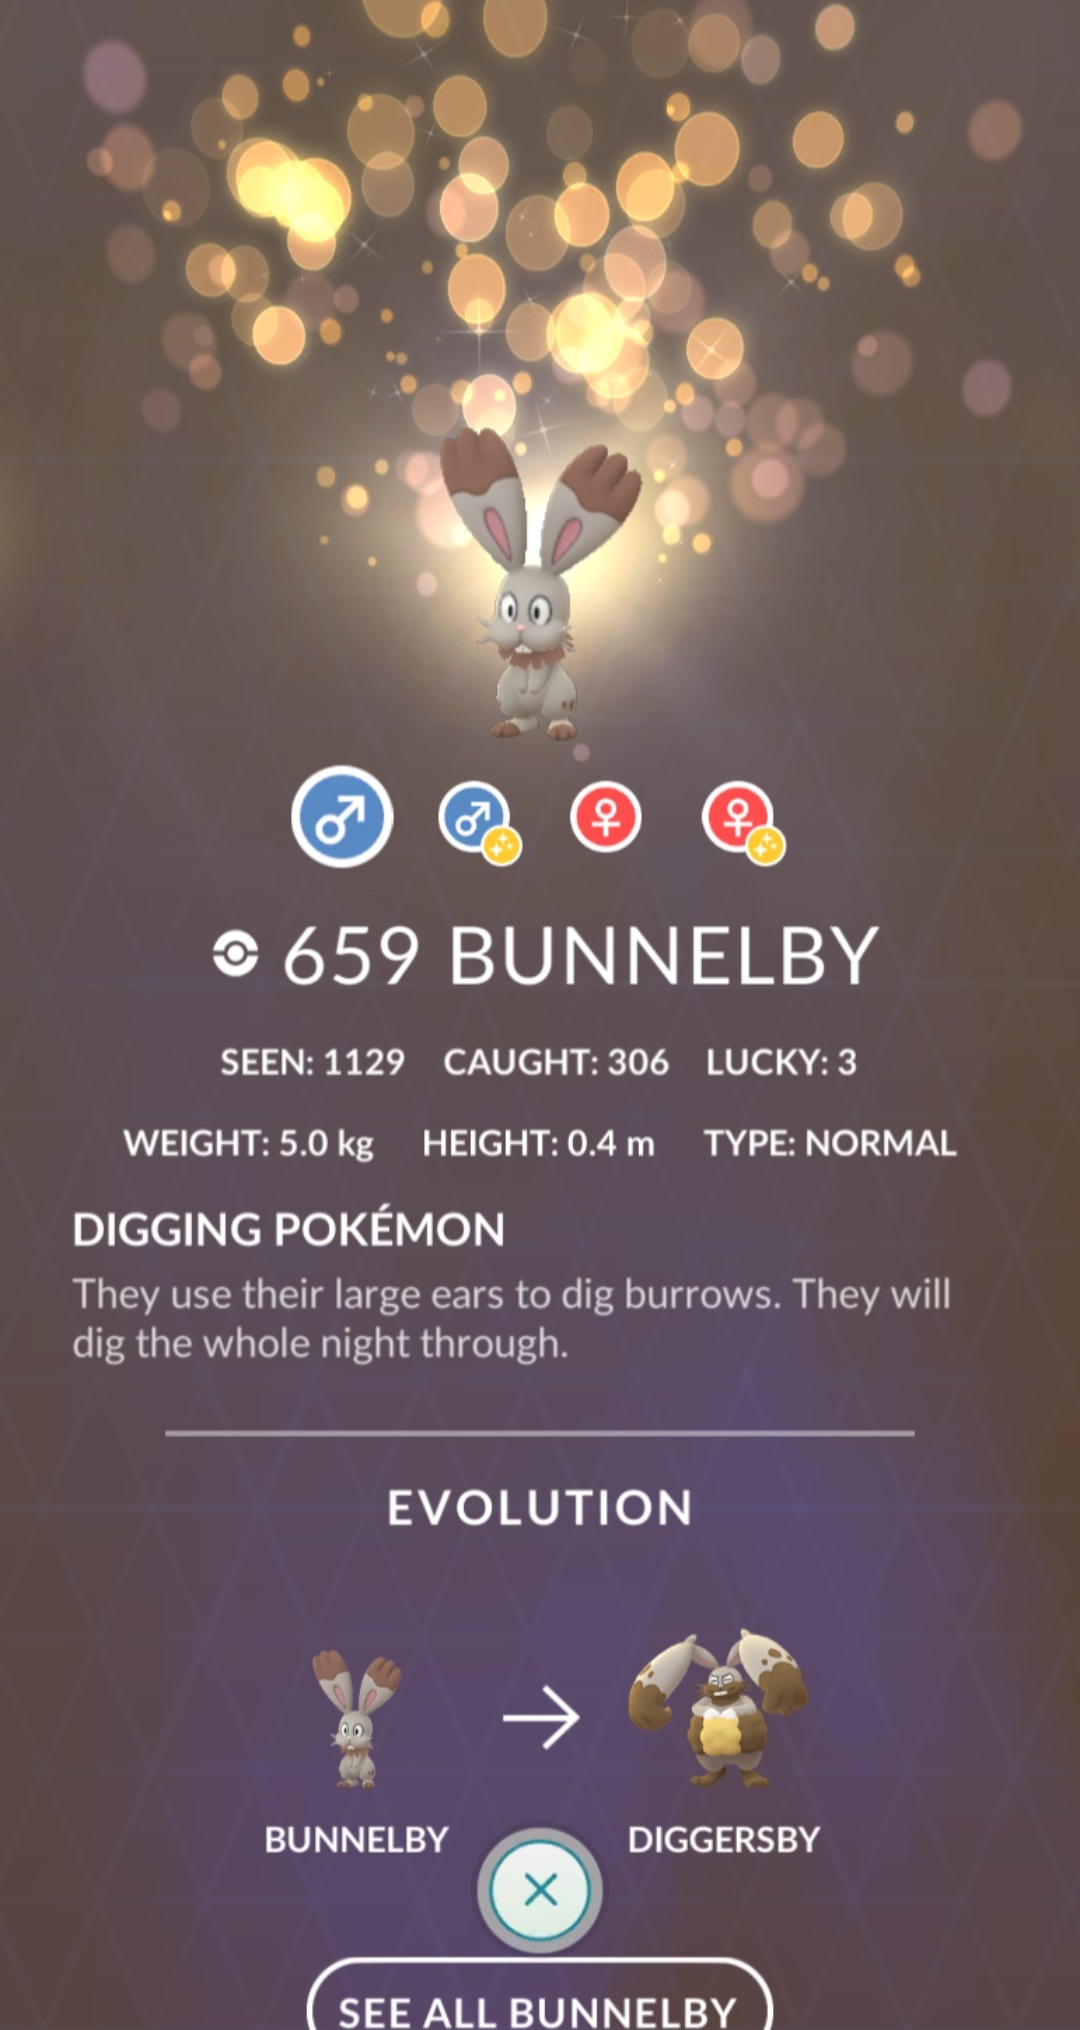 659 BUNNELBY
SEEN: 1129 CAUGHT: 306 LUCKY: 3
WEIGHT: 5.0 kg HEIGHT: 0.4 m TYPE: NORMAL
DIGGING POKÉMON
They use their large ears to dig burrows. They will
dig the whole night through.
EVOLUTION
BUNNELBY
DIGGERSBY
SEE ALL BUNNELBY